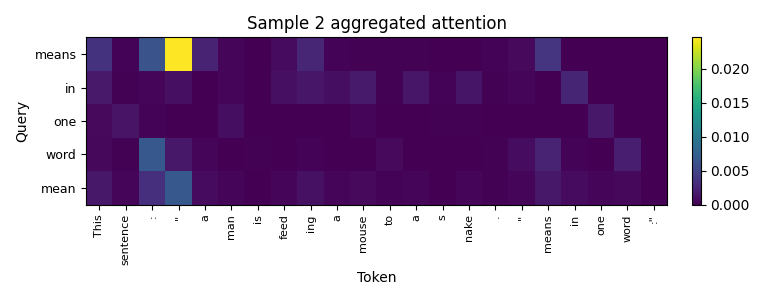 Sample 2 aggregated attention
Query
means
in
one
word
mean
This
sentence
:
"
a
man
is
feed
ing
a
mouse
to
a
s
nake
.
"
means
in
one
word
:"
Token
0.020
0.015
0.010
0.005
0.000